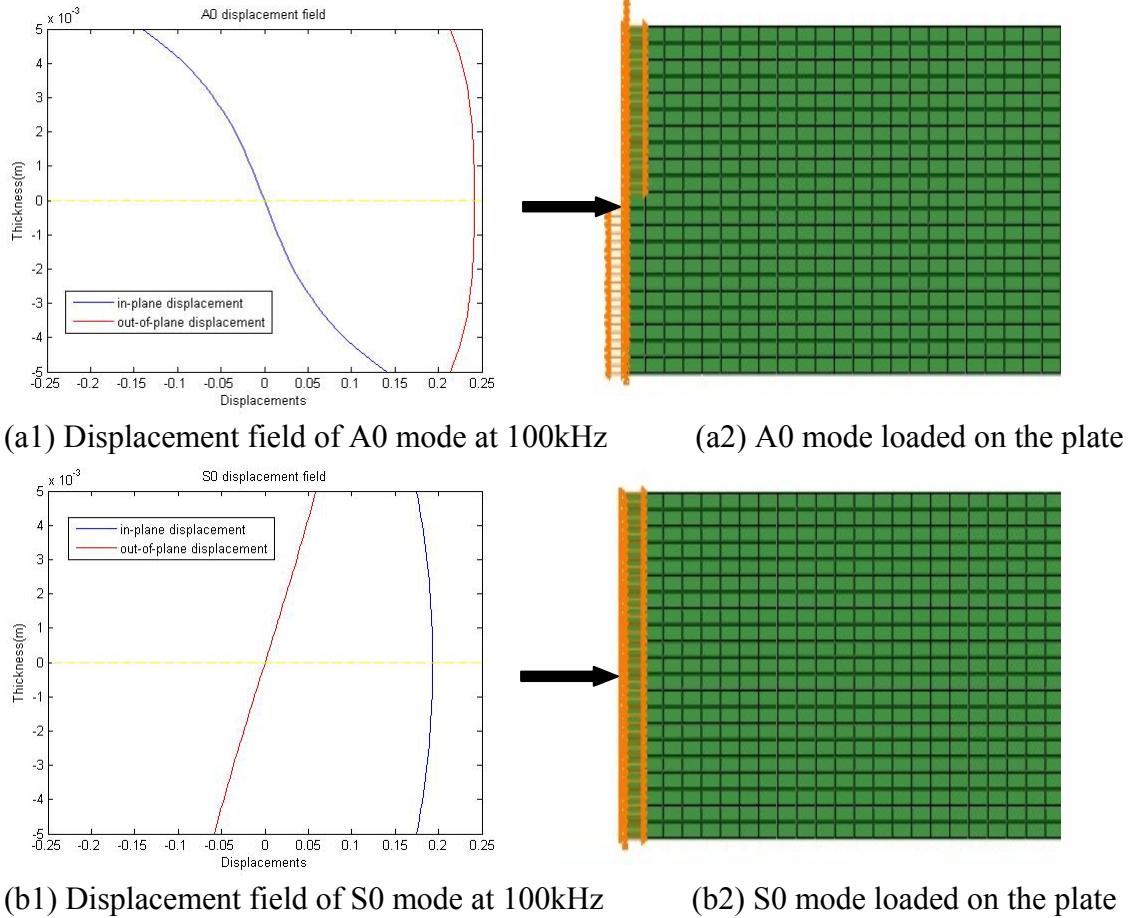 A0 displacement field
x 10⁻³
5
4
3
2
1
0
-1
-2
-3
-4
-5
Thickness(m)
in-plane displacement
out-of-plane displacement
-0.25 -0.2 -0.15 -0.1 -0.05 0 0.05 0.1 0.15 0.2 0.25
Displacements
(a1) Displacement field of A0 mode at 100kHz
(a2) A0 mode loaded on the plate
S0 displacement field
x 10⁻³
5
4
3
2
1
0
-1
-2
-3
-4
-5
Thickness(m)
in-plane displacement
out-of-plane displacement
-0.25 -0.2 -0.15 -0.1 -0.05 0 0.05 0.1 0.15 0.2 0.25
Displacements
(b1) Displacement field of S0 mode at 100kHz
(b2) S0 mode loaded on the plate